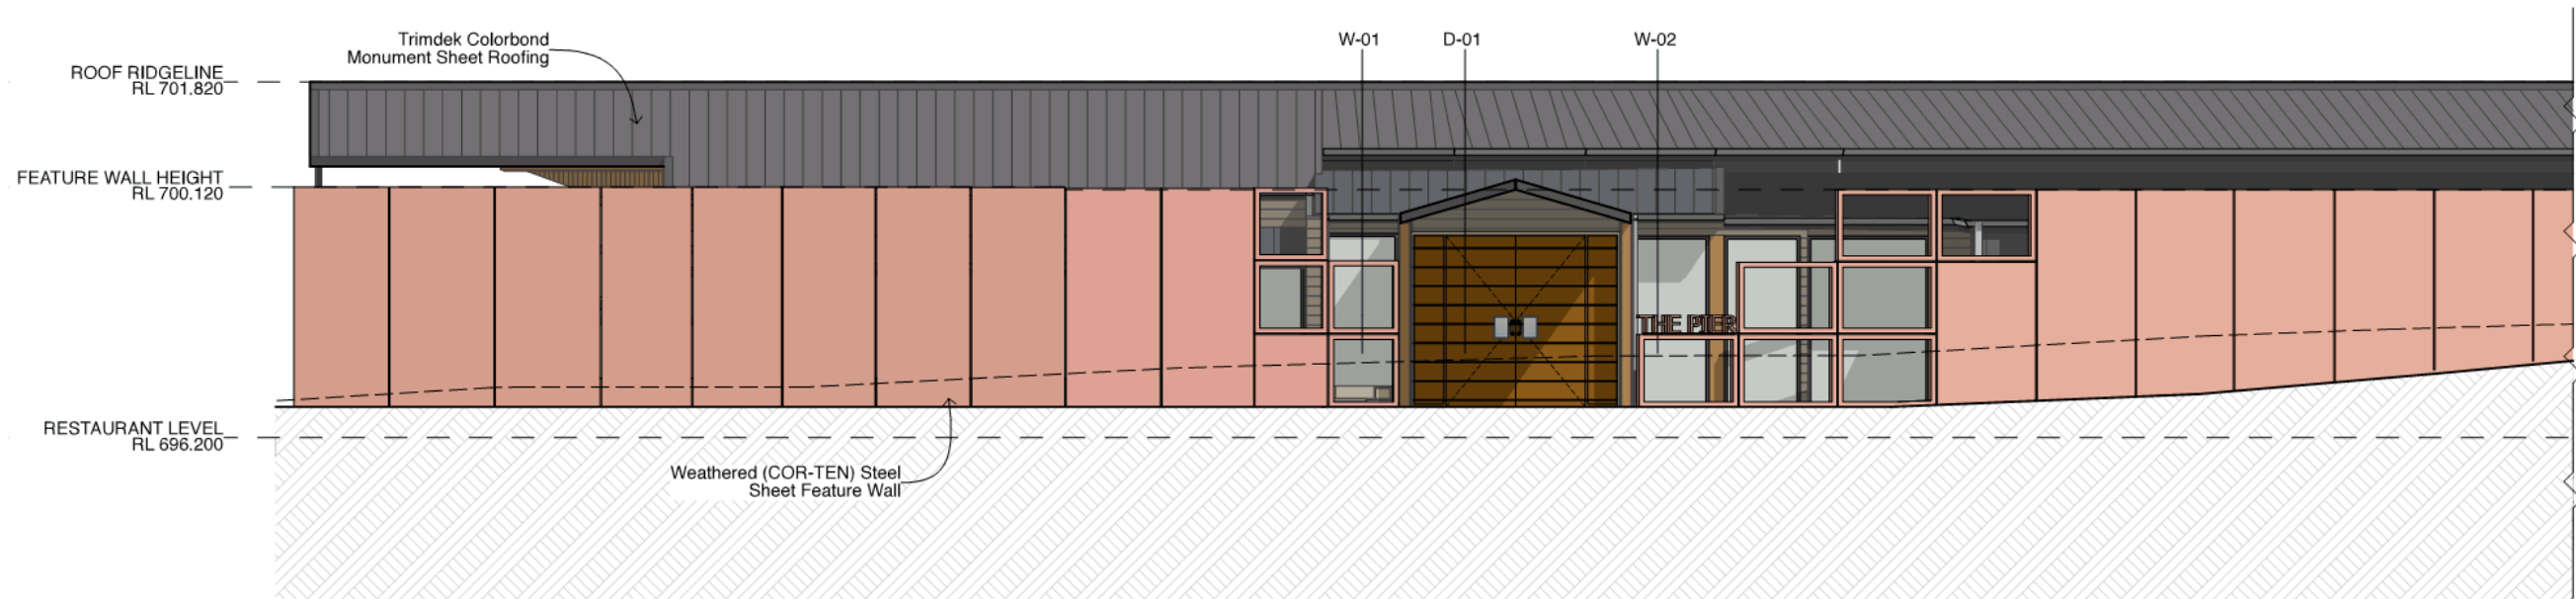 Trimdek Colorbond
Monument Sheet Roofing
W-01
D-01
W-02
ROOF RIDGELINE
RL 701.820
FEATURE WALL HEIGHT
RL 700.120
THE PIER
RESTAURANT LEVEL
RL 696.200
Weathered (COR-TEN) Steel
Sheet Feature Wall